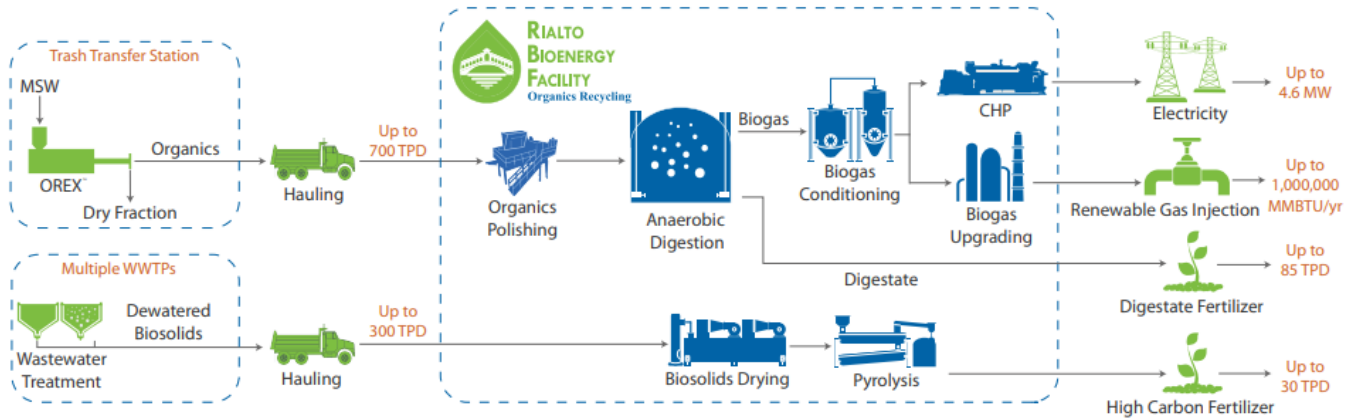 Trash Transfer Station
MSW
OREX™
Organics
Dry Fraction
Hauling
Up to
700 TPD
RIALTO
BIOENERGY
FACILITY
Organics Recycling
Organics
Polishing
Anaerobic
Digestion
Biogas
Biogas
Conditioning
CHP
Biogas
Upgrading
Electricity
Up to
4.6 MW
Renewable Gas Injection
Up to
1,000,000
MMBTU/yr
Digestate
Digestate Fertilizer
Up to
85 TPD
Multiple WWTPs
Dewatered
Biosolids
Wastewater
Treatment
Hauling
Up to
300 TPD
Biosolids Drying
Pyrolysis
High Carbon Fertilizer
Up to
30 TPD